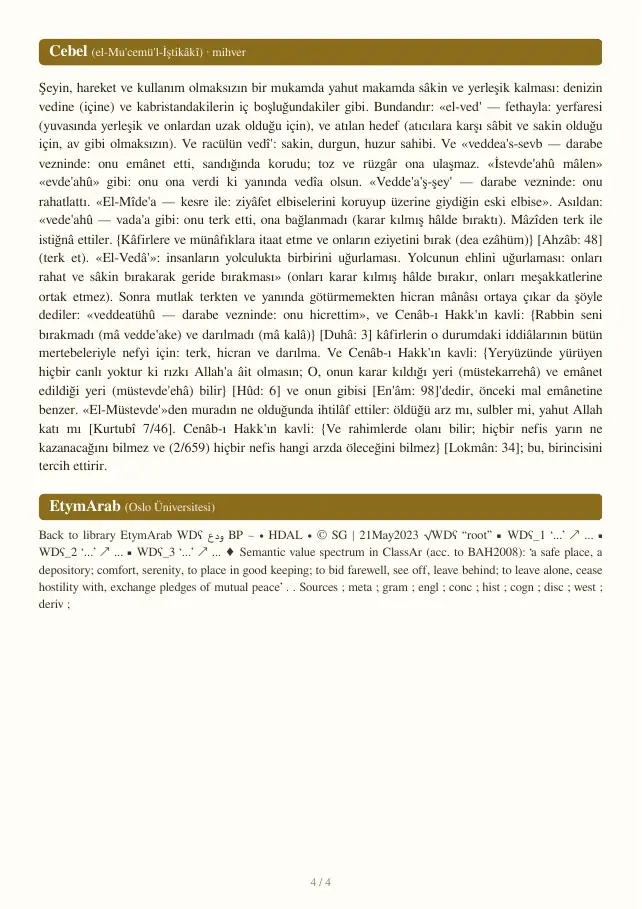 Cebel (el-Mu'cemü'l-İştikâkî) · mihver
Şeyin, hareket ve kullanım olmaksızın bir mukamda yahut makamda sâkin ve yerleşik kalması: denizin
vedine (içine) ve kabristandakilerin iç boşluğundakiler gibi. Bundandır: «el-ved' — fethayla: yerfaresi
(yuvasında yerleşik ve onlardan uzak olduğu için), ve atılan hedef (atıcılara karşı sâbit ve sakin olduğu
için, av gibi olmaksızın). Ve racülün vedî': sakin, durgun, huzur sahibi. Ve «veddea's-sevb — darabe
vezninde: onu emânet etti, sandığında korudu; toz ve rüzgâr ona ulaşmaz. «İstevde'ahû mâlen»
«evde'ahû» gibi: onu ona verdi ki yanında vedîa olsun. «Vedde'a'ş-şey' — darabe vezninde: onu
rahatlattı. «El-Mîde'a — kesre ile: ziyâfet elbiselerini koruyup üzerine giydiğin eski elbise». Asıldan:
«vede'ahû — vada'a gibi: onu terk etti, ona bağlanmadı (karar kılmış hâlde bıraktı). Mâzîden terk ile
istiğnâ ettiler. {Kâfirlere ve münâfıklara itaat etme ve onların eziyetini bırak (dea ezâhüm)} [Ahzâb: 48]
(terk et). «El-Vedâ'»: insanların yolculukta birbirini uğurlaması. Yolcunun ehlini uğurlaması: onları
rahat ve sâkin bırakarak geride bırakması» (onları karar kılmış hâlde bırakır, onları meşakkatlerine
ortak etmez). Sonra mutlak terkten ve yanında götürmemekten hicran mânâsı ortaya çıkar da şöyle
dediler: «veddeatühû — darabe vezninde: onu hicrettim», ve Cenâb-ı Hakk'ın kavli: {Rabbin seni
bırakmadı (mâ vedde'ake) ve darılmadı (mâ kalâ)} [Duhâ: 3] kâfirlerin o durumdaki iddiâlarının bütün
mertebeleriyle nefyi için: terk, hicran ve darılma. Ve Cenâb-ı Hakk'ın kavli: {Yeryüzünde yürüyen
hiçbir canlı yoktur ki rızkı Allah'a âit olmasın; O, onun karar kıldığı yeri (müstekarrehâ) ve emânet
edildiği yeri (müstevde'ehâ) bilir} [Hûd: 6] ve onun gibisi [En'âm: 98]'dedir, önceki mal emânetine
benzer. «El-Müstevde'»den muradın ne olduğunda ihtilâf ettiler: öldüğü arz mı, sulbler mi, yahut Allah
katı mı [Kurtubî 7/46]. Cenâb-ı Hakk'ın kavli: {Ve rahimlerde olanı bilir; hiçbir nefis yarın ne
kazanacağını bilmez ve (2/659) hiçbir nefis hangi arzda öleceğini bilmez} [Lokmân: 34]; bu, birincisini
tercih ettirir.
EtymArab (Oslo Üniversitesi)
Back to library EtymArab WDʕ ودع BP – • HDAL • © SG | 21May2023 √WDʕ “root” ▪ WDʕ_1 ‘...’ ↗ ... ▪
WDʕ_2 ‘...’ ↗ ... ▪ WDʕ_3 ‘...’ ↗ ... ♦ Semantic value spectrum in ClassAr (acc. to BAH2008): ‘a safe place, a
depository; comfort, serenity, to place in good keeping; to bid farewell, see off, leave behind; to leave alone, cease
hostility with, exchange pledges of mutual peace’ . . Sources ; meta ; gram ; engl ; conc ; hist ; cogn ; disc ; west ;
deriv ;
4 / 4